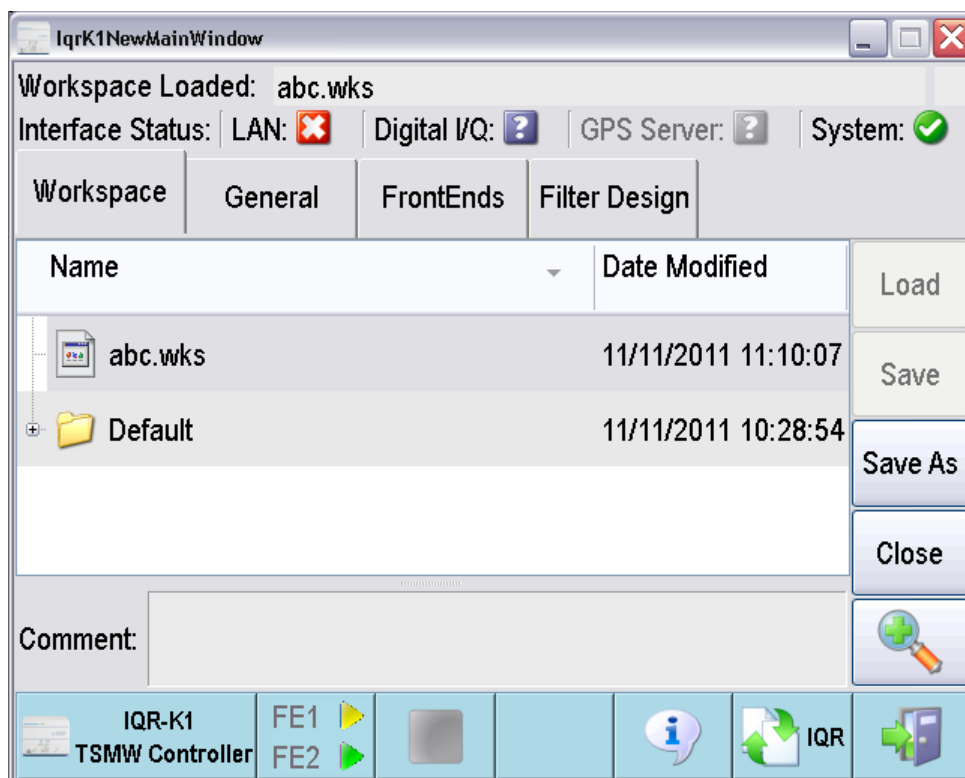 IqrK1NewMainWindow
Workspace Loaded: abc.wks
Interface Status: LAN: Digital I/Q: ? GPS Server: ? System:
Workspace General FrontEnds Filter Design
Name Date Modified
Load
abc.wks 11/11/2011 11:10:07
Save
Default 11/11/2011 10:28:54
Save As
Close
Comment:
IQR-K1
TSMW Controller
FE1
FE2
i
IQR